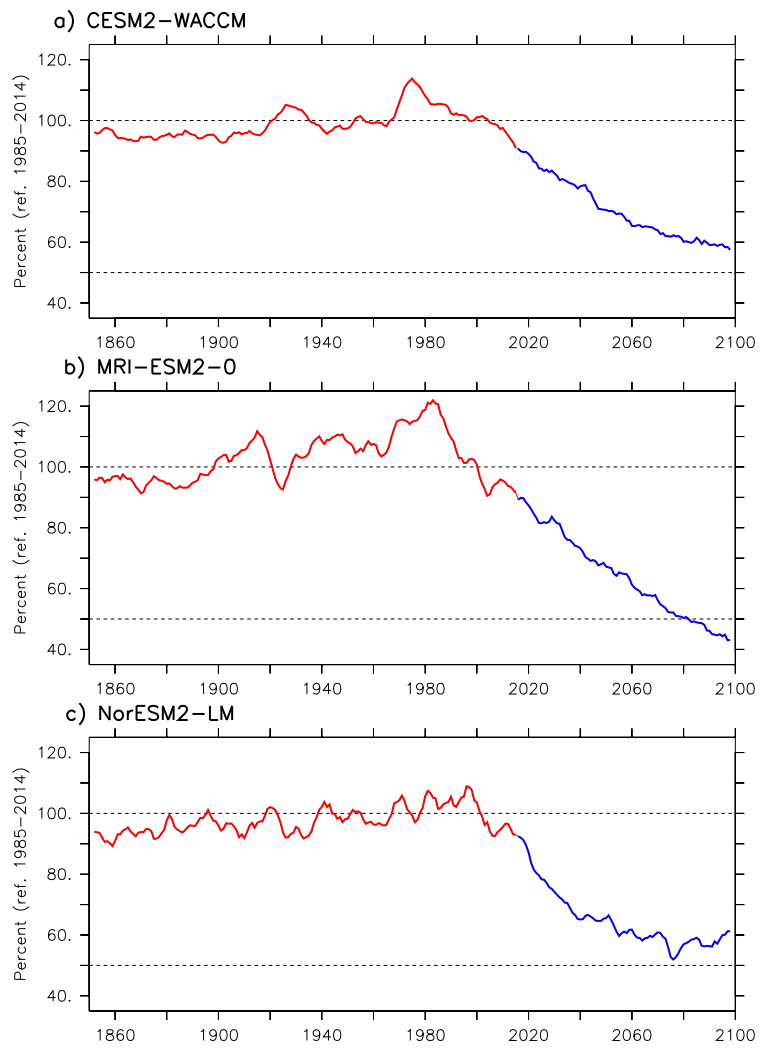 a) CESM2-WACCM
Percent (ref. 1985-2014)
120.
100.
80.
60.
40.
1860 1900 1940 1980 2020 2060 2100
b) MRI-ESM2-0
Percent (ref. 1985-2014)
120.
100.
80.
60.
40.
1860 1900 1940 1980 2020 2060 2100
c) NorESM2-LM
Percent (ref. 1985-2014)
120.
100.
80.
60.
40.
1860 1900 1940 1980 2020 2060 2100